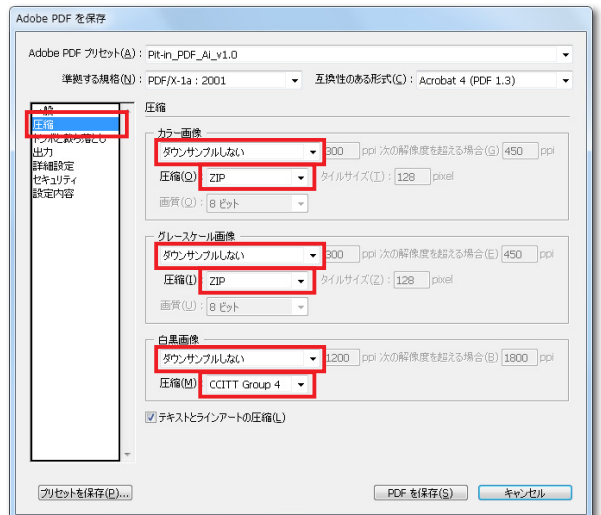 Adobe PDF を保存
Adobe PDF プリセット(A) : Pit-in_PDF_Ai_v1.0
準拠する規格(N) : PDF/X-1a : 2001 互換性のある形式(C) : Acrobat 4 (PDF 1.3)
一般
圧縮
トンボと裁ち落とし
出力
詳細設定
セキュリティ
設定内容
圧縮
カラー画像
ダウンサンプルしない 300 ppi 次の解像度を超える場合(G) 450 ppi
圧縮(O) : ZIP タイルサイズ(T) : 128 pixel
画質(Q) : 8 ビット
グレースケール画像
ダウンサンプルしない 300 ppi 次の解像度を超える場合(E) 450 ppi
圧縮(I) ZIP タイルサイズ(Z) : 128 pixel
画質(U) : 8 ビット
白黒画像
ダウンサンプルしない 1200 ppi 次の解像度を超える場合(B) 1800 ppi
圧縮(M) CCITT Group 4
テキストとラインアートの圧縮(L)
プリセットを保存(P)... PDF を保存(S) キャンセル